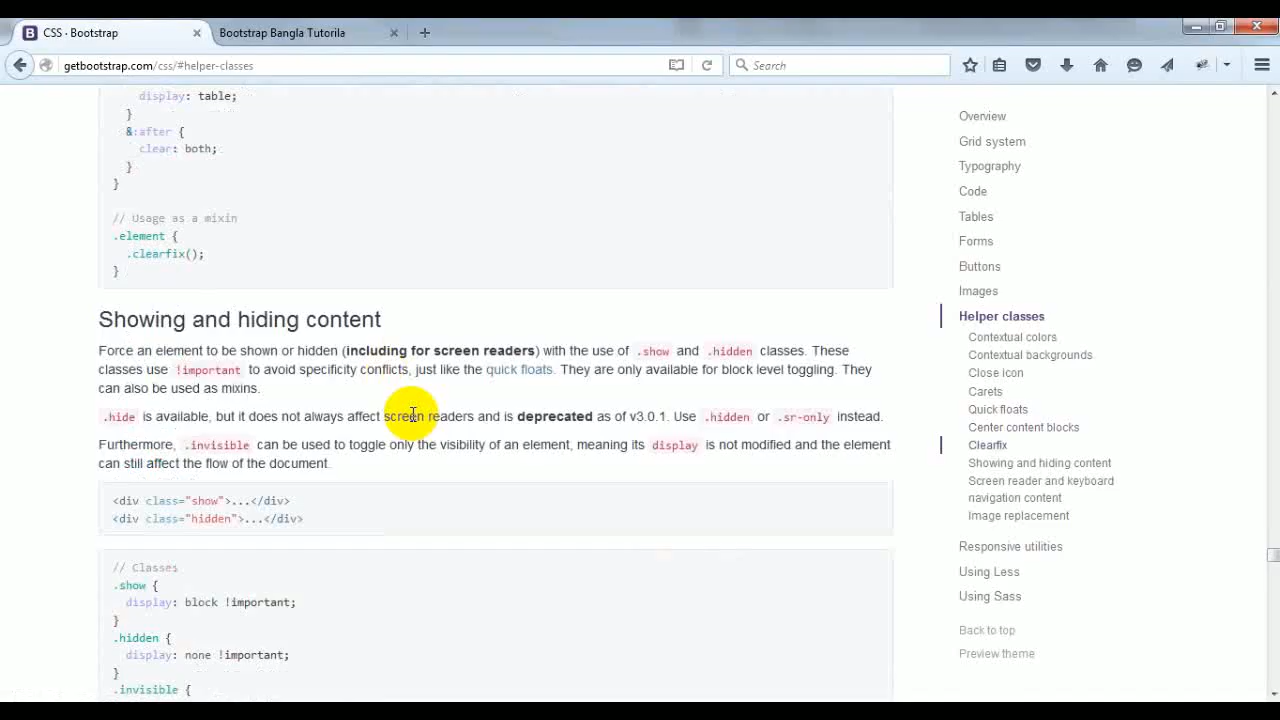 CSS · Bootstrap
Bootstrap Bangla Tutorila
getbootstrap.com/css/#helper-classes
Search
display: table;
}
&:after {
clear: both;
}
}
// Usage as a mixin
.element {
.clearfix();
}
Showing and hiding content
Force an element to be shown or hidden (including for screen readers) with the use of .show and .hidden classes. These
classes use !important to avoid specificity conflicts, just like the quick floats. They are only available for block level toggling. They
can also be used as mixins.
.hide is available, but it does not always affect screen readers and is deprecated as of v3.0.1. Use .hidden or .sr-only instead.
Furthermore, .invisible can be used to toggle only the visibility of an element, meaning its display is not modified and the element
can still affect the flow of the document.
<div class="show">...</div>
<div class="hidden">...</div>
// Classes
.show {
display: block !important;
}
.hidden {
display: none !important;
}
.invisible {
Overview
Grid system
Typography
Code
Tables
Forms
Buttons
Images
Helper classes
Contextual colors
Contextual backgrounds
Close icon
Carets
Quick floats
Center content blocks
Clearfix
Showing and hiding content
Screen reader and keyboard
navigation content
Image replacement
Responsive utilities
Using Less
Using Sass
Back to top
Preview theme